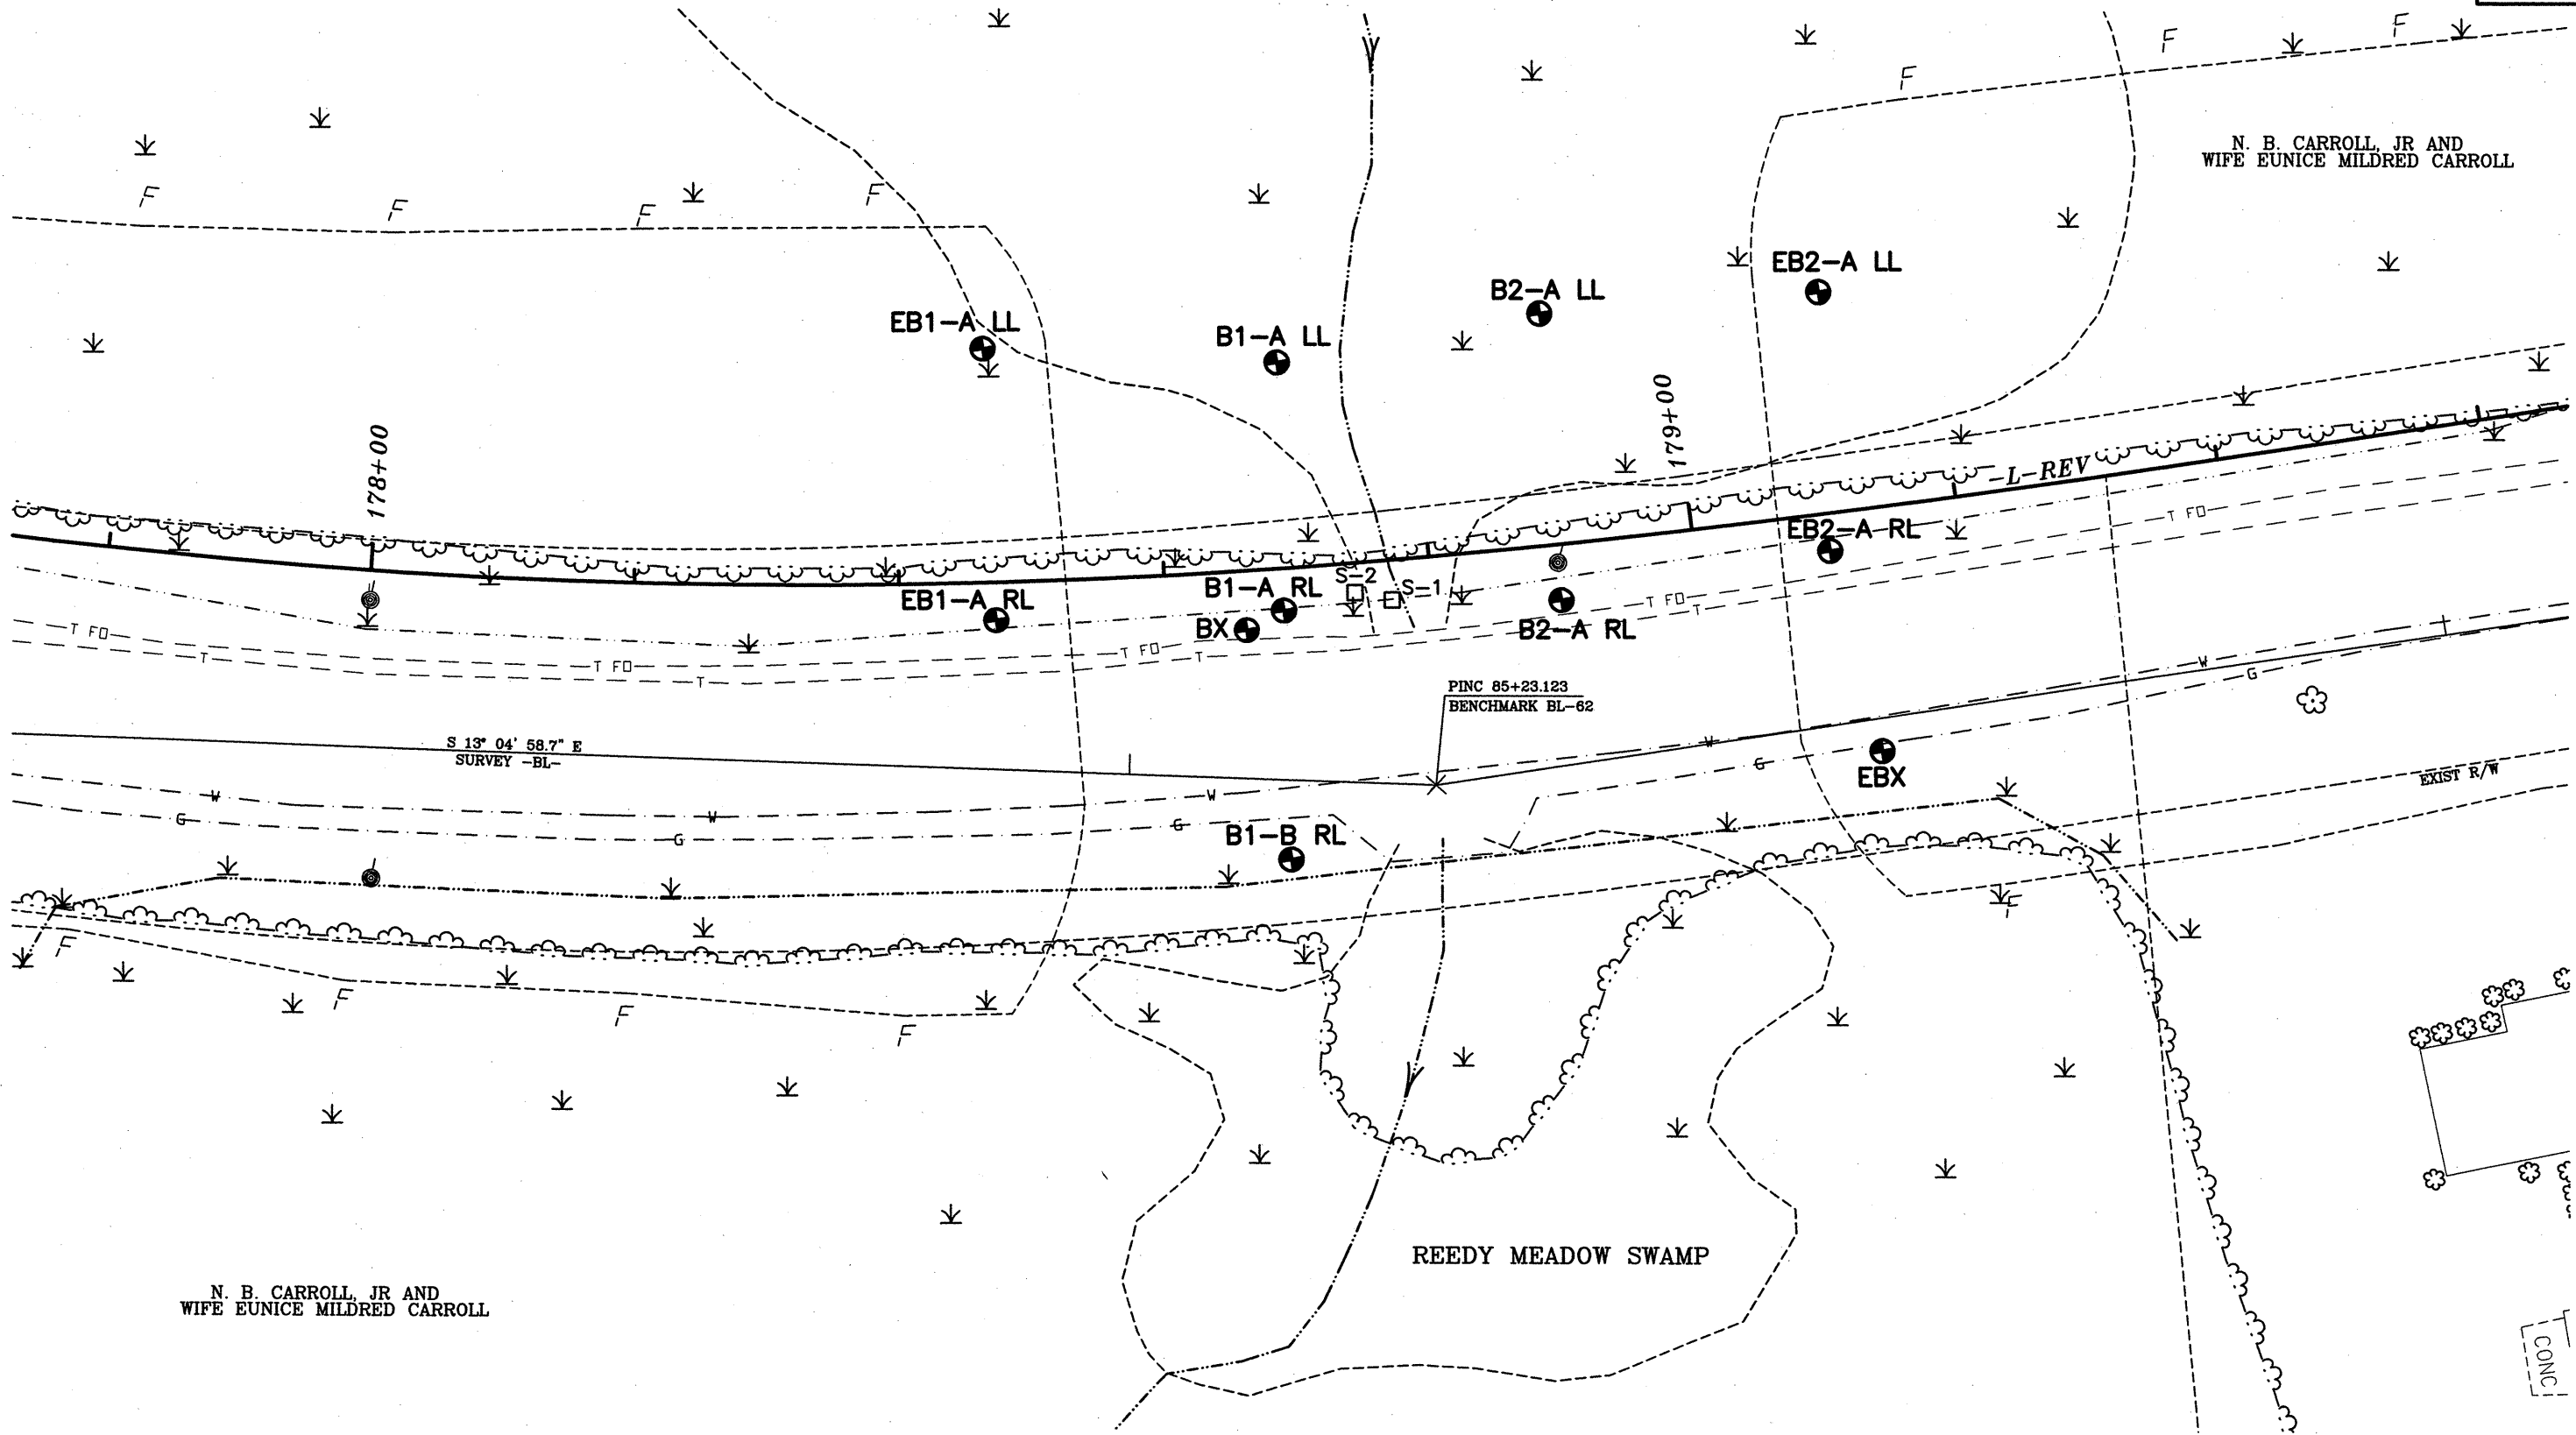 F
F
F
F
F
F
F
N. B. CARROLL, JR AND
WIFE EUNICE MILDRED CARROLL
EB2-A LL
B2-A LL
EB1-A LL
B1-A LL
179+00
178+00
-L-REV
T FO
EB2-A RL
S-2
S-1
B1-A RL
EB1-A RL
T FO
T
BX
B2-A RL
T FO
T
T FO
T
T FO
T
W
G
PINC 85+23.123
BENCHMARK BL-62
S 13° 04' 58.7" E
SURVEY -BL-
W
G
EBX
EXIST R/W
W
W
W
G
G
G
B1-B RL
F
F
F
F
F
REEDY MEADOW SWAMP
N. B. CARROLL, JR AND
WIFE EUNICE MILDRED CARROLL
CONC